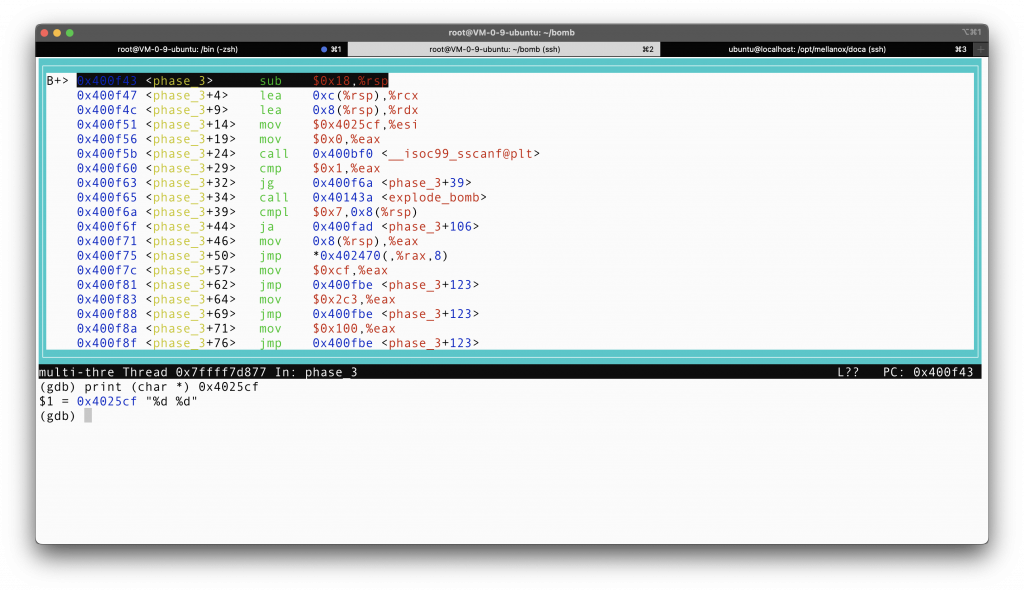 root@VM-0-9-ubuntu: ~/bomb
⌥⌘1
root@VM-0-9-ubuntu: /bin (-zsh) ⌘1 root@VM-0-9-ubuntu: ~/bomb (ssh) ⌘2 ubuntu@localhost: /opt/mellanox/doca (ssh) ⌘3 +
B+> 0x400f43 <phase_3> sub $0x18,%rsp
0x400f47 <phase_3+4> lea 0xc(%rsp),%rcx
0x400f4c <phase_3+9> lea 0x8(%rsp),%rdx
0x400f51 <phase_3+14> mov $0x4025cf,%esi
0x400f56 <phase_3+19> mov $0x0,%eax
0x400f5b <phase_3+24> call 0x400bf0 <__isoc99_sscanf@plt>
0x400f60 <phase_3+29> cmp $0x1,%eax
0x400f63 <phase_3+32> jg 0x400f6a <phase_3+39>
0x400f65 <phase_3+34> call 0x40143a <explode_bomb>
0x400f6a <phase_3+39> cmpl $0x7,0x8(%rsp)
0x400f6f <phase_3+44> ja 0x400fad <phase_3+106>
0x400f71 <phase_3+46> mov 0x8(%rsp),%eax
0x400f75 <phase_3+50> jmp *0x402470(,%rax,8)
0x400f7c <phase_3+57> mov $0xcf,%eax
0x400f81 <phase_3+62> jmp 0x400fbe <phase_3+123>
0x400f83 <phase_3+64> mov $0x2c3,%eax
0x400f88 <phase_3+69> jmp 0x400fbe <phase_3+123>
0x400f8a <phase_3+71> mov $0x100,%eax
0x400f8f <phase_3+76> jmp 0x400fbe <phase_3+123>
multi-thre Thread 0x7ffff7d877 In: phase_3 L?? PC: 0x400f43
(gdb) print (char *) 0x4025cf
$1 = 0x4025cf "%d %d"
(gdb)